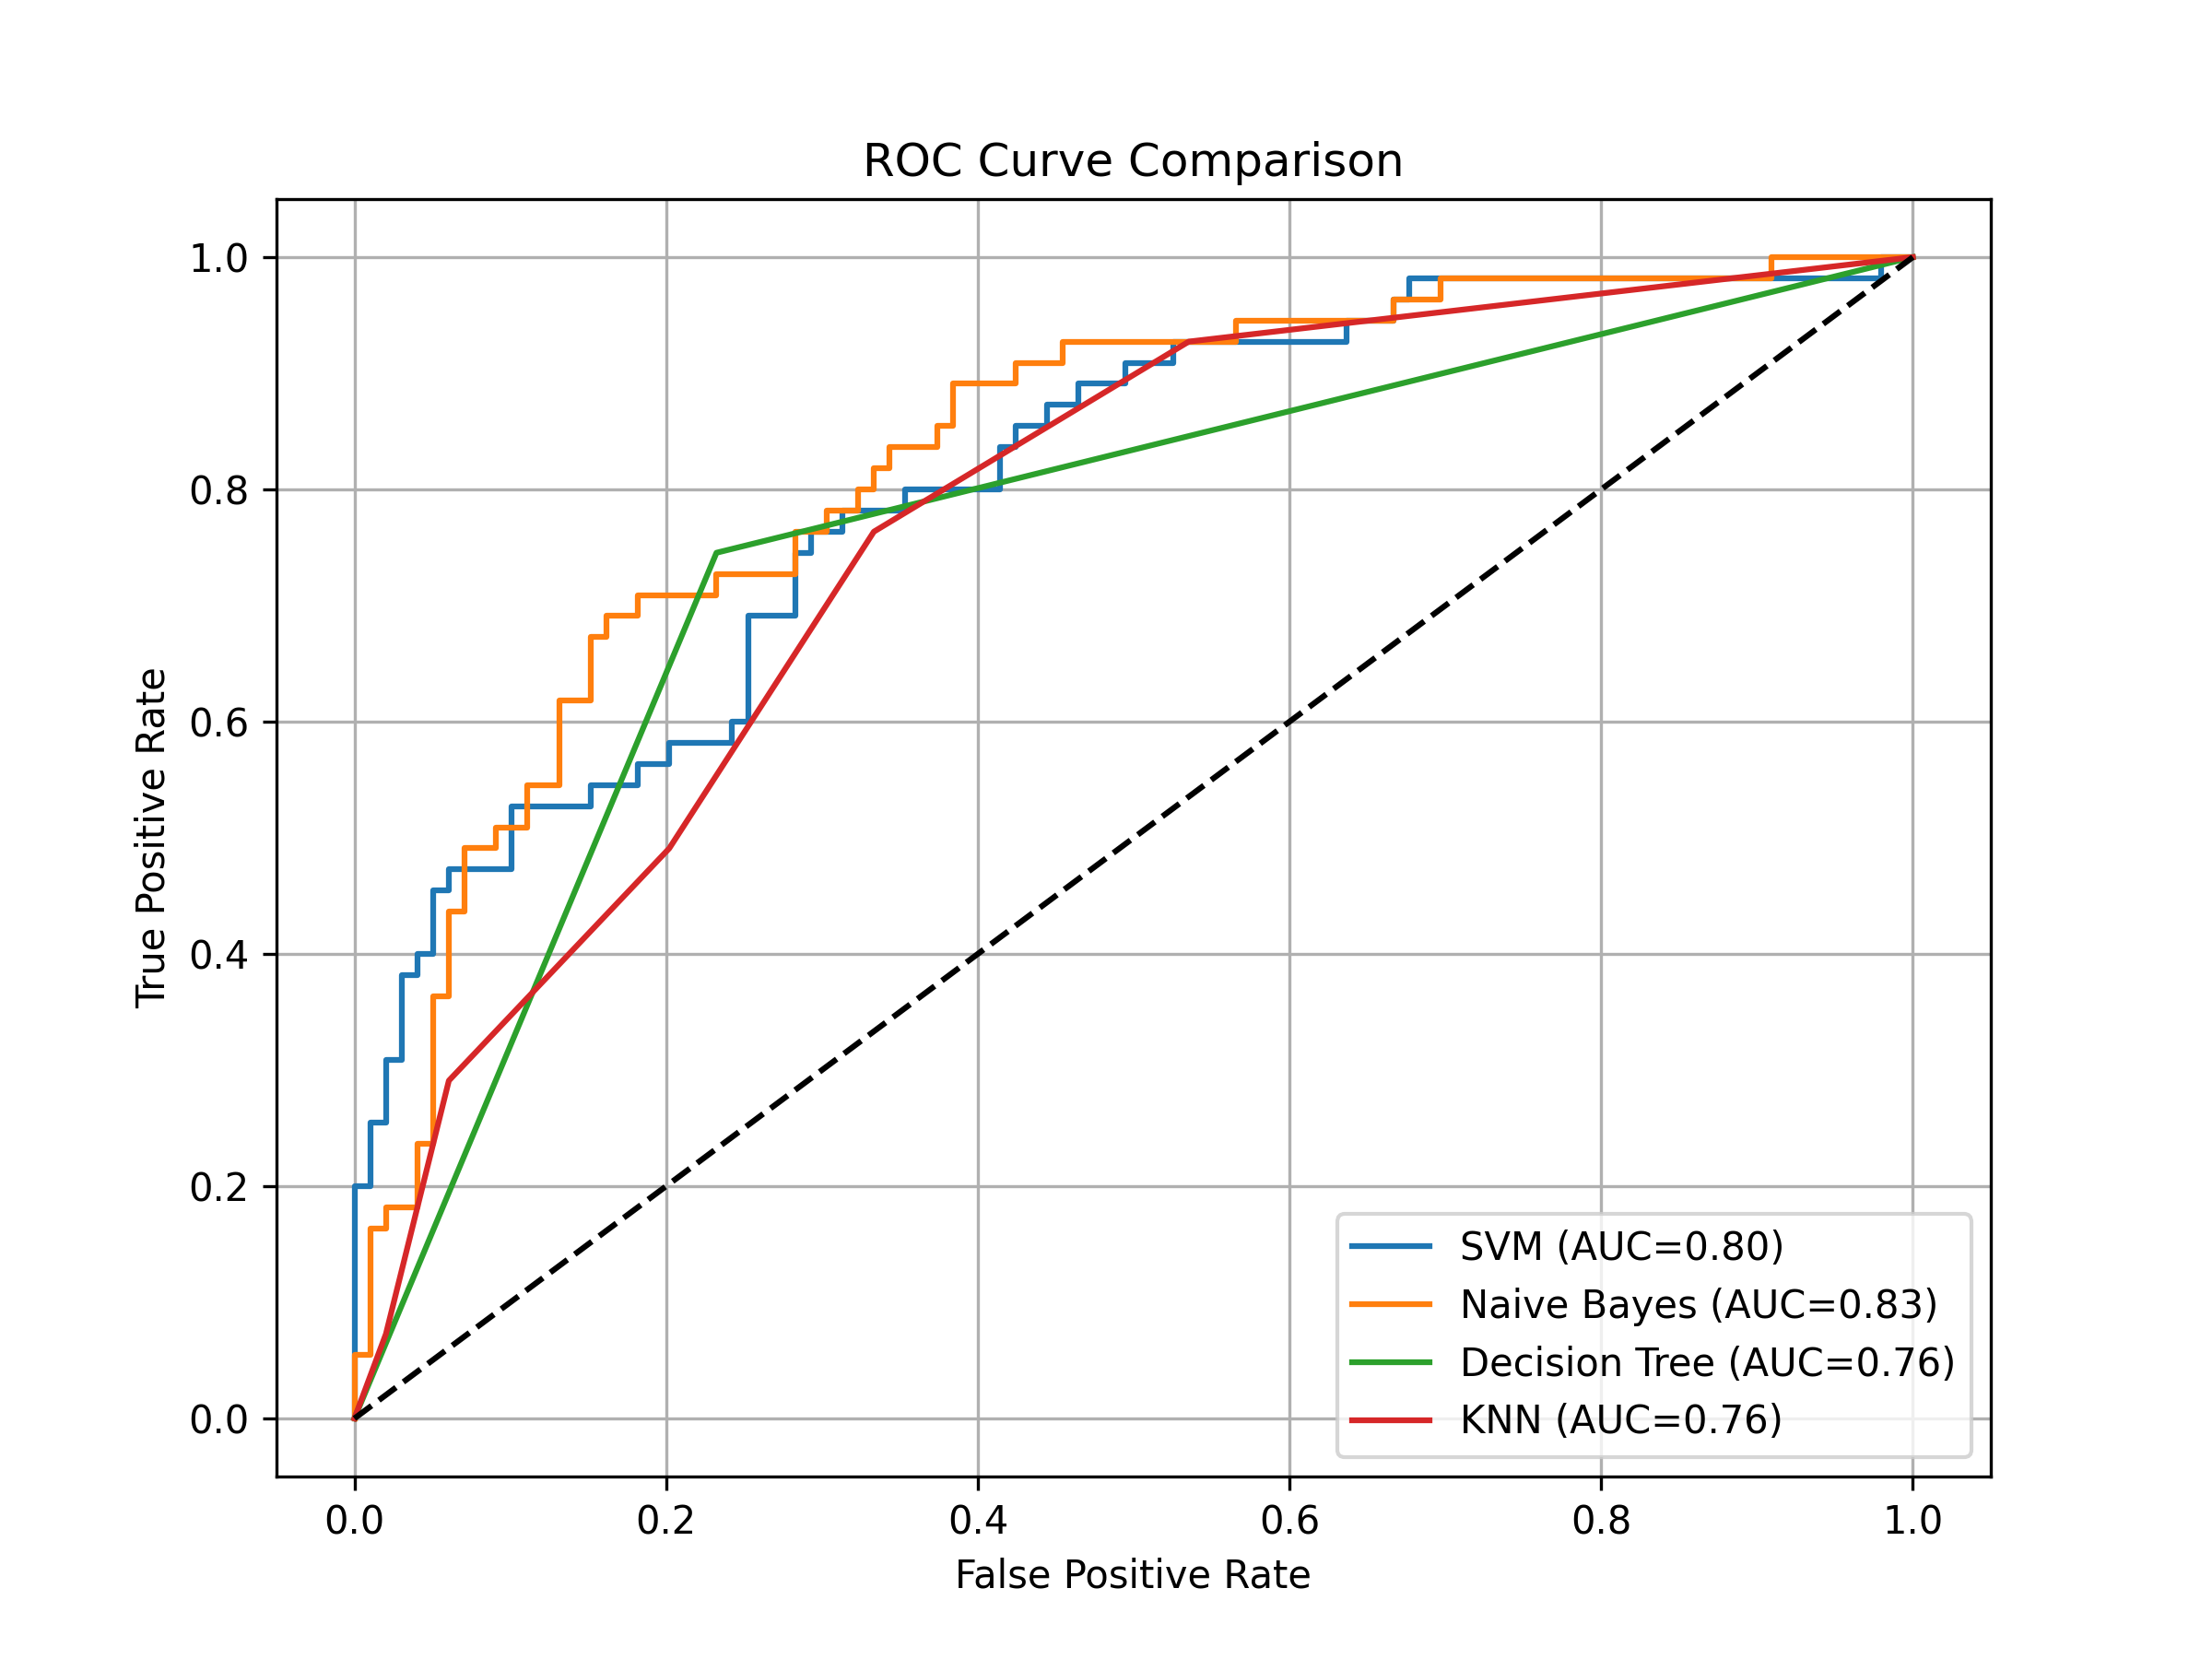 ROC Curve Comparison
True Positive Rate
1.0
0.8
0.6
0.4
0.2
0.0
0.0 0.2 0.4 0.6 0.8 1.0
False Positive Rate
SVM (AUC=0.80)
Naive Bayes (AUC=0.83)
Decision Tree (AUC=0.76)
KNN (AUC=0.76)